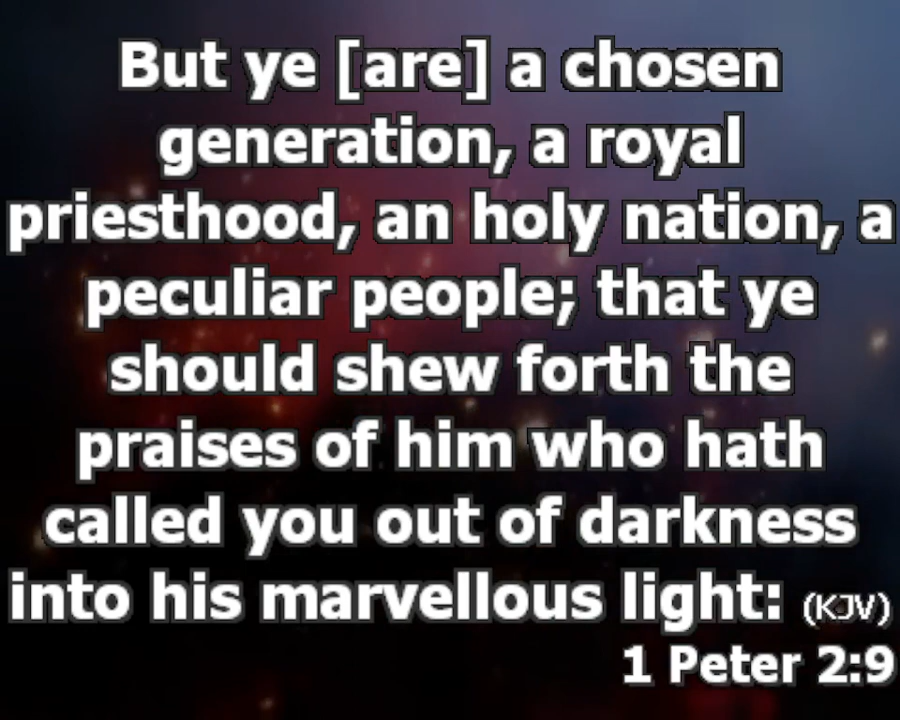 But ye [are] a chosen
generation, a royal
priesthood, an holy nation, a
peculiar people; that ye
should shew forth the
praises of him who hath
called you out of darkness
into his marvellous light: (KJV)
1 Peter 2:9